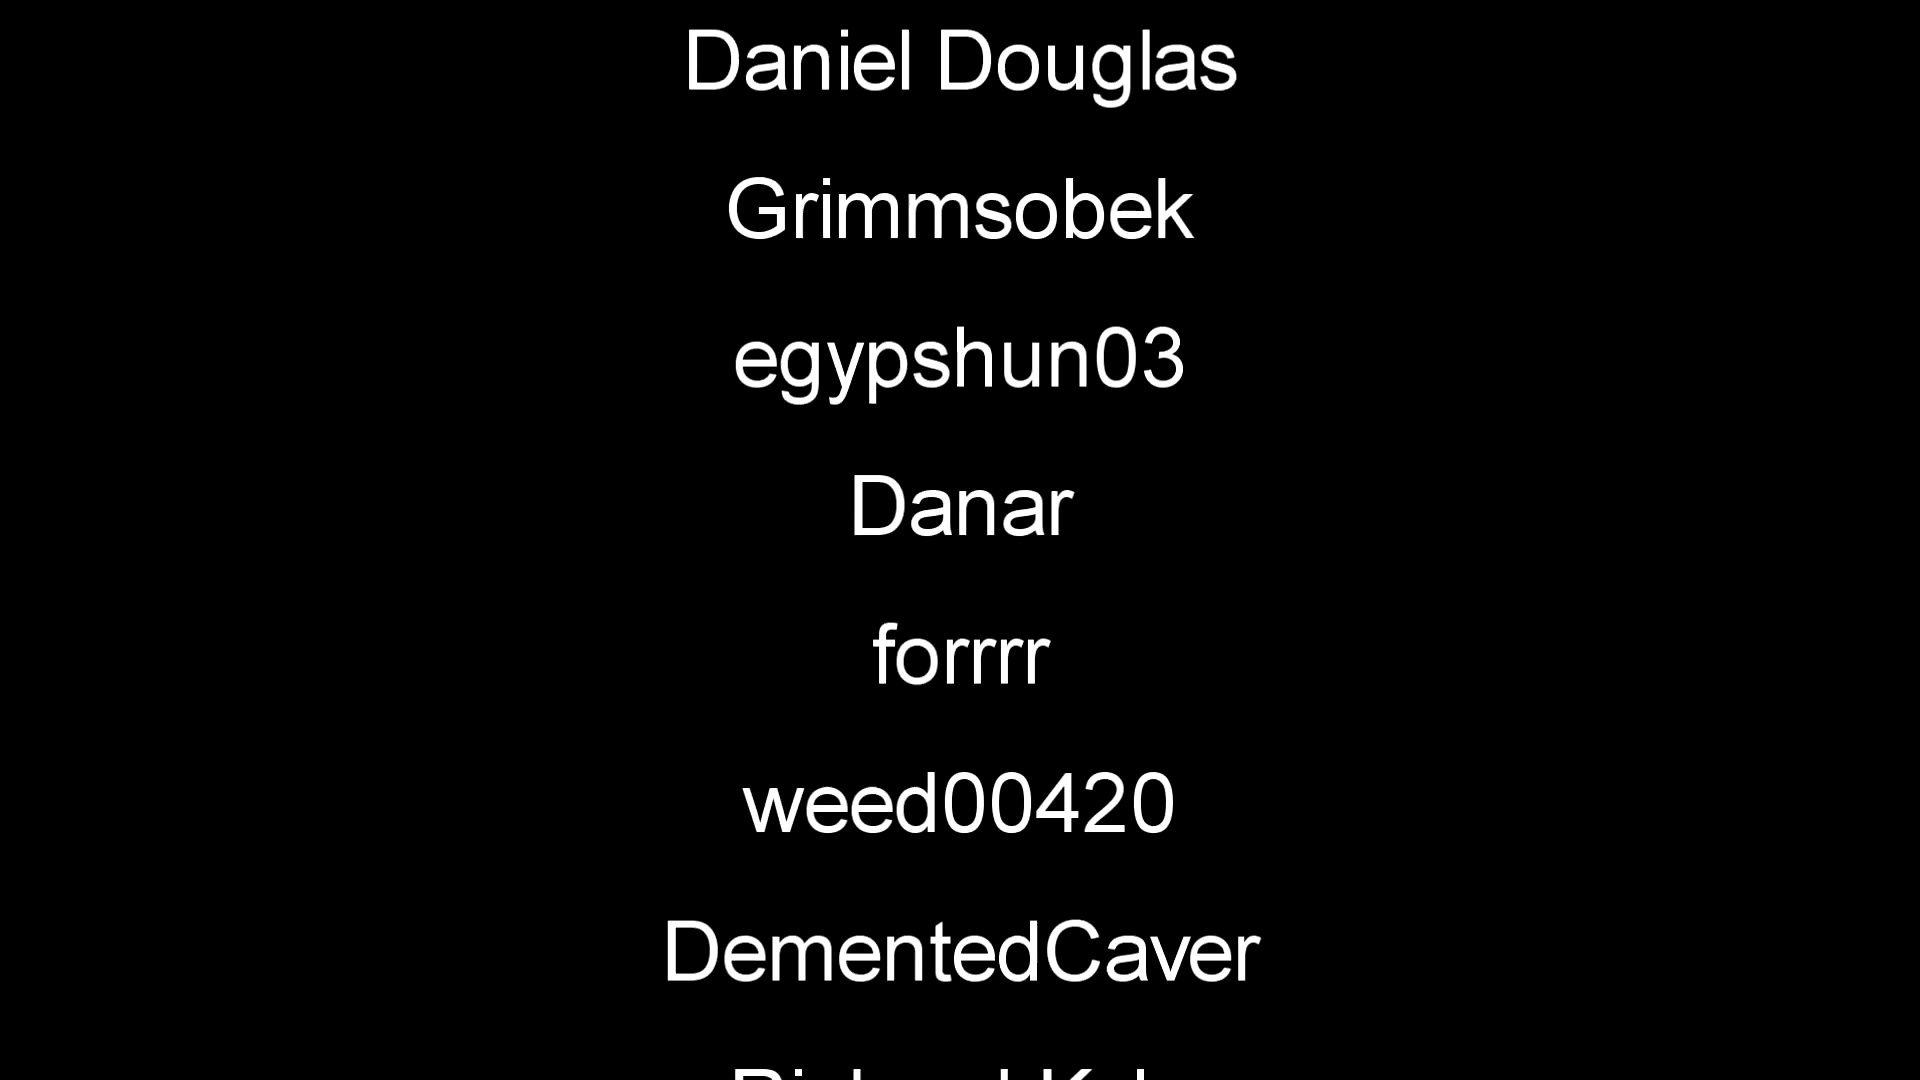 Daniel Douglas
Grimmsobek
egypshun03
Danar
forrrr
weed00420
DementedCaver